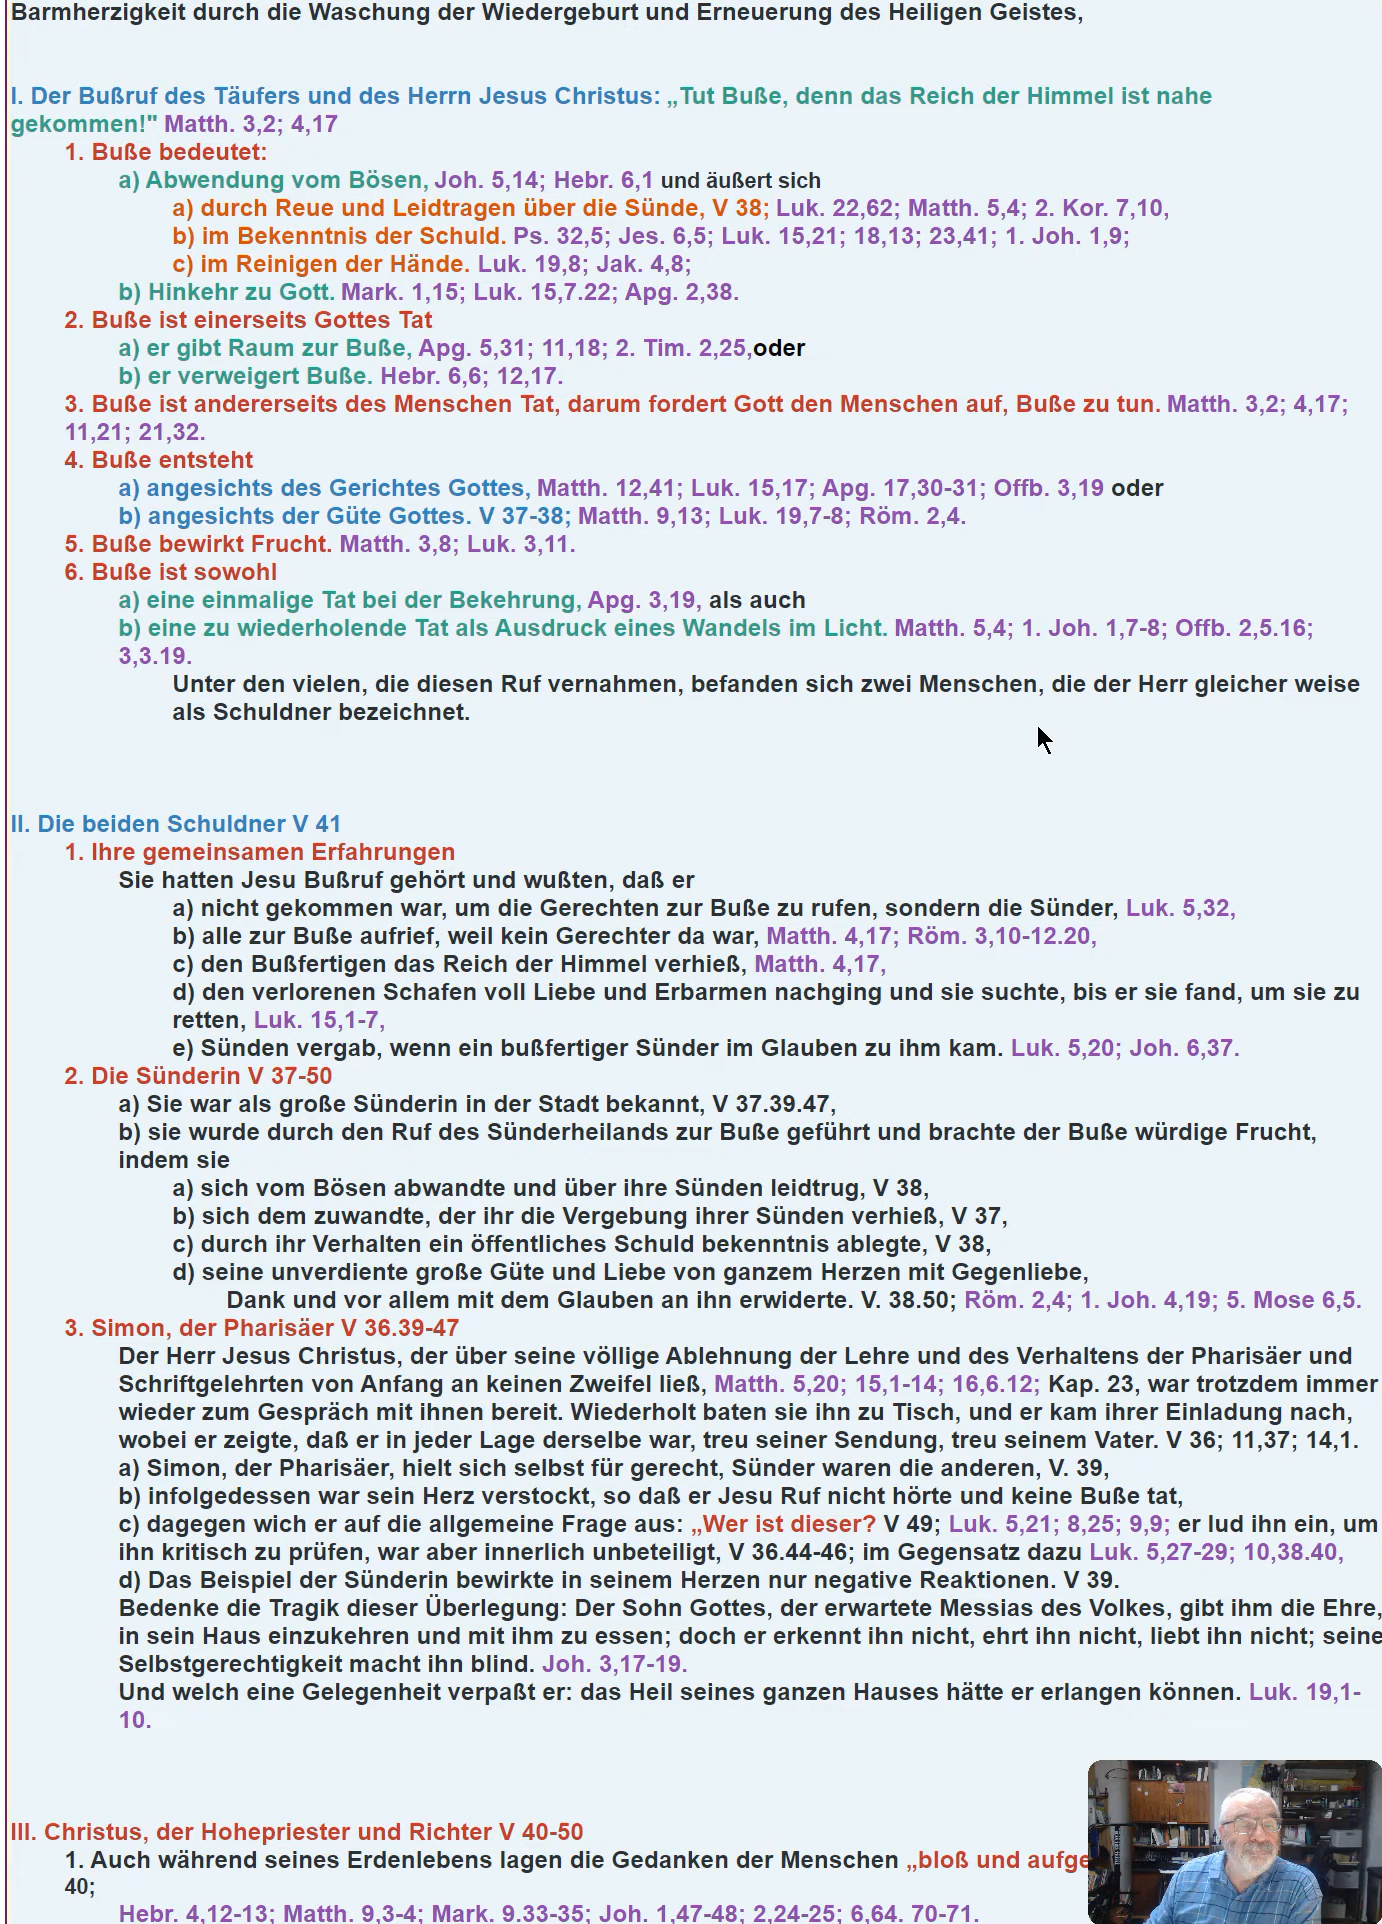 Barmherzigkeit durch die Waschung der Wiedergeburt und Erneuerung des Heiligen Geistes,
I. Der Bußruf des Täufers und des Herrn Jesus Christus: „Tut Buße, denn das Reich der Himmel ist nahe
gekommen!" Matth. 3,2; 4,17
1. Buße bedeutet:
a) Abwendung vom Bösen, Joh. 5,14; Hebr. 6,1 und äußert sich
a) durch Reue und Leidtragen über die Sünde, V 38; Luk. 22,62; Matth. 5,4; 2. Kor. 7,10,
b) im Bekenntnis der Schuld. Ps. 32,5; Jes. 6,5; Luk. 15,21; 18,13; 23,41; 1. Joh. 1,9;
c) im Reinigen der Hände. Luk. 19,8; Jak. 4,8;
b) Hinkehr zu Gott. Mark. 1,15; Luk. 15,7.22; Apg. 2,38.
2. Buße ist einerseits Gottes Tat
a) er gibt Raum zur Buße, Apg. 5,31; 11,18; 2. Tim. 2,25,oder
b) er verweigert Buße. Hebr. 6,6; 12,17.
3. Buße ist andererseits des Menschen Tat, darum fordert Gott den Menschen auf, Buße zu tun. Matth. 3,2; 4,17;
11,21; 21,32.
4. Buße entsteht
a) angesichts des Gerichtes Gottes, Matth. 12,41; Luk. 15,17; Apg. 17,30-31; Offb. 3,19 oder
b) angesichts der Güte Gottes. V 37-38; Matth. 9,13; Luk. 19,7-8; Röm. 2,4.
5. Buße bewirkt Frucht. Matth. 3,8; Luk. 3,11.
6. Buße ist sowohl
a) eine einmalige Tat bei der Bekehrung, Apg. 3,19, als auch
b) eine zu wiederholende Tat als Ausdruck eines Wandels im Licht. Matth. 5,4; 1. Joh. 1,7-8; Offb. 2,5.16;
3,3.19.
Unter den vielen, die diesen Ruf vernahmen, befanden sich zwei Menschen, die der Herr gleicher weise
als Schuldner bezeichnet.
II. Die beiden Schuldner V 41
1. Ihre gemeinsamen Erfahrungen
Sie hatten Jesu Bußruf gehört und wußten, daß er
a) nicht gekommen war, um die Gerechten zur Buße zu rufen, sondern die Sünder, Luk. 5,32,
b) alle zur Buße aufrief, weil kein Gerechter da war, Matth. 4,17; Röm. 3,10-12.20,
c) den Bußfertigen das Reich der Himmel verhieß, Matth. 4,17,
d) den verlorenen Schafen voll Liebe und Erbarmen nachging und sie suchte, bis er sie fand, um sie zu
retten, Luk. 15,1-7,
e) Sünden vergab, wenn ein bußfertiger Sünder im Glauben zu ihm kam. Luk. 5,20; Joh. 6,37.
2. Die Sünderin V 37-50
a) Sie war als große Sünderin in der Stadt bekannt, V 37.39.47,
b) sie wurde durch den Ruf des Sünderheilands zur Buße geführt und brachte der Buße würdige Frucht,
indem sie
a) sich vom Bösen abwandte und über ihre Sünden leidtrug, V 38,
b) sich dem zuwandte, der ihr die Vergebung ihrer Sünden verhieß, V 37,
c) durch ihr Verhalten ein öffentliches Schuld bekenntnis ablegte, V 38,
d) seine unverdiente große Güte und Liebe von ganzem Herzen mit Gegenliebe,
Dank und vor allem mit dem Glauben an ihn erwiderte. V. 38.50; Röm. 2,4; 1. Joh. 4,19; 5. Mose 6,5.
3. Simon, der Pharisäer V 36.39-47
Der Herr Jesus Christus, der über seine völlige Ablehnung der Lehre und des Verhaltens der Pharisäer und
Schriftgelehrten von Anfang an keinen Zweifel ließ, Matth. 5,20; 15,1-14; 16,6.12; Kap. 23, war trotzdem immer
wieder zum Gespräch mit ihnen bereit. Wiederholt baten sie ihn zu Tisch, und er kam ihrer Einladung nach,
wobei er zeigte, daß er in jeder Lage derselbe war, treu seiner Sendung, treu seinem Vater. V 36; 11,37; 14,1.
a) Simon, der Pharisäer, hielt sich selbst für gerecht, Sünder waren die anderen, V. 39,
b) infolgedessen war sein Herz verstockt, so daß er Jesu Ruf nicht hörte und keine Buße tat,
c) dagegen wich er auf die allgemeine Frage aus: „Wer ist dieser? V 49; Luk. 5,21; 8,25; 9,9; er lud ihn ein, um
ihn kritisch zu prüfen, war aber innerlich unbeteiligt, V 36.44-46; im Gegensatz dazu Luk. 5,27-29; 10,38.40,
d) Das Beispiel der Sünderin bewirkte in seinem Herzen nur negative Reaktionen. V 39.
Bedenke die Tragik dieser Überlegung: Der Sohn Gottes, der erwartete Messias des Volkes, gibt ihm die Ehre,
in sein Haus einzukehren und mit ihm zu essen; doch er erkennt ihn nicht, ehrt ihn nicht, liebt ihn nicht; seine
Selbstgerechtigkeit macht ihn blind. Joh. 3,17-19.
Und welch eine Gelegenheit verpaßt er: das Heil seines ganzen Hauses hätte er erlangen können. Luk. 19,1-
10.
III. Christus, der Hohepriester und Richter V 40-50
1. Auch während seines Erdenlebens lagen die Gedanken der Menschen „bloß und aufge
40;
Hebr. 4,12-13; Matth. 9,3-4; Mark. 9,33-35; Joh. 1,47-48; 2,24-25; 6,64. 70-71.